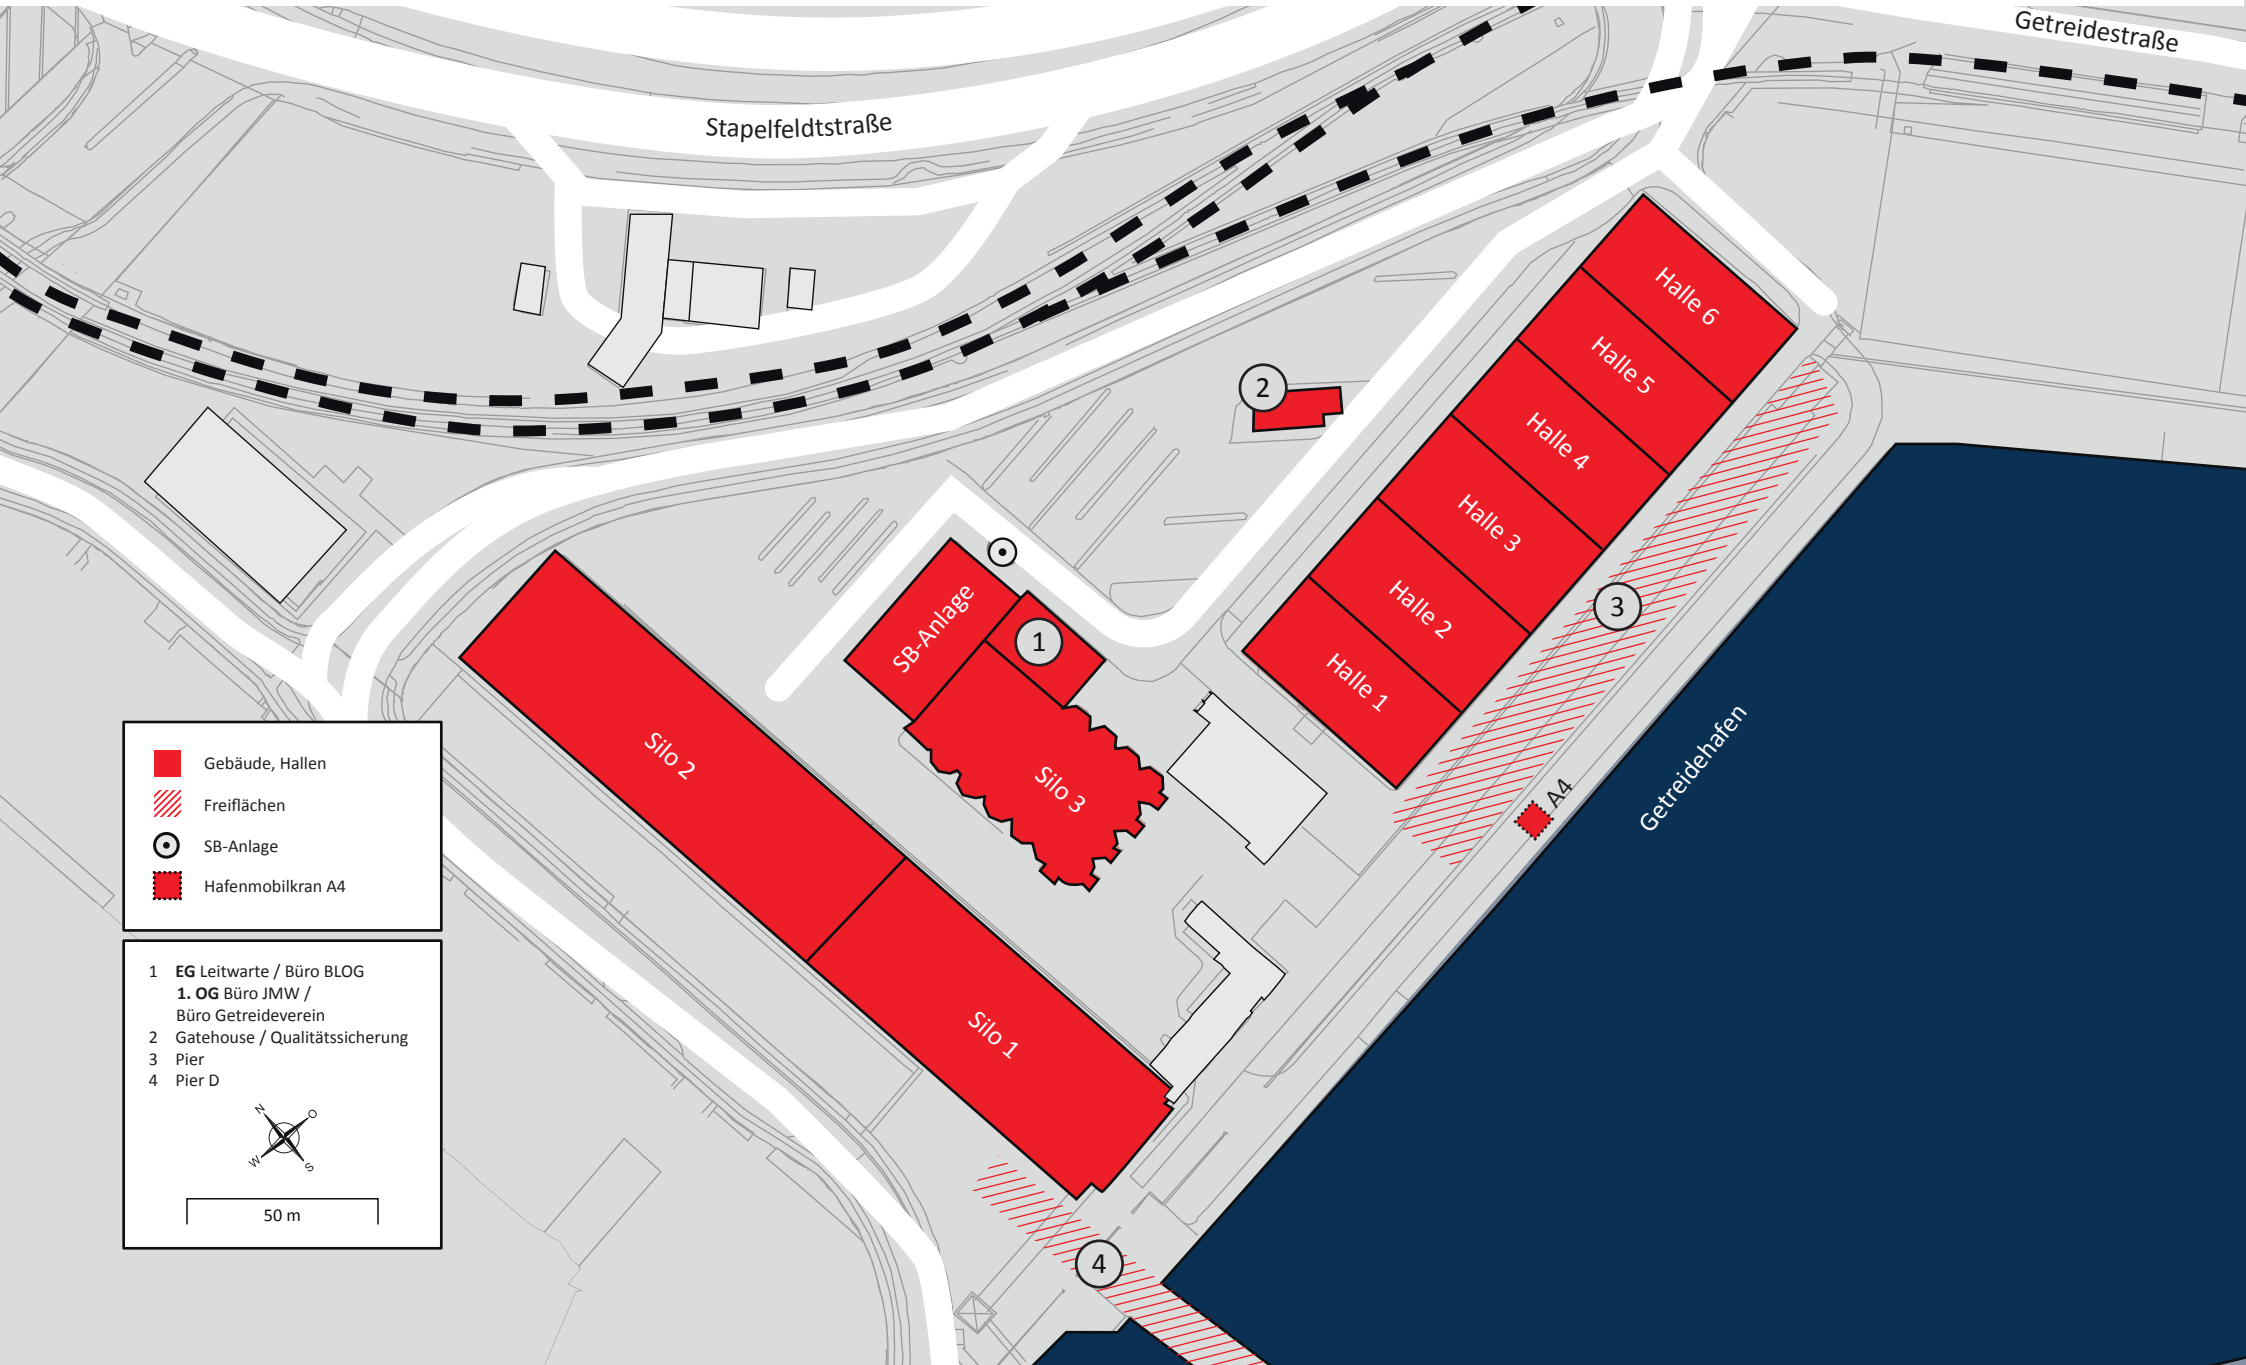 Getreidestraße
Stapelfeldtstraße
Halle 6
Halle 5
2
Halle 4
Halle 3
SB-Anlage
1
Halle 2
3
Halle 1
Silo 2
Silo 3
A4
Getreidehafen
Silo 1
4
Gebäude, Hallen
Freiflächen
SB-Anlage
Hafenmobilkran A4
1 EG Leitwarte / Büro BLOG
1. OG Büro JMW /
Büro Getreideverein
2 Gatehouse / Qualitätssicherung
3 Pier
4 Pier D
N
O
W
S
50 m